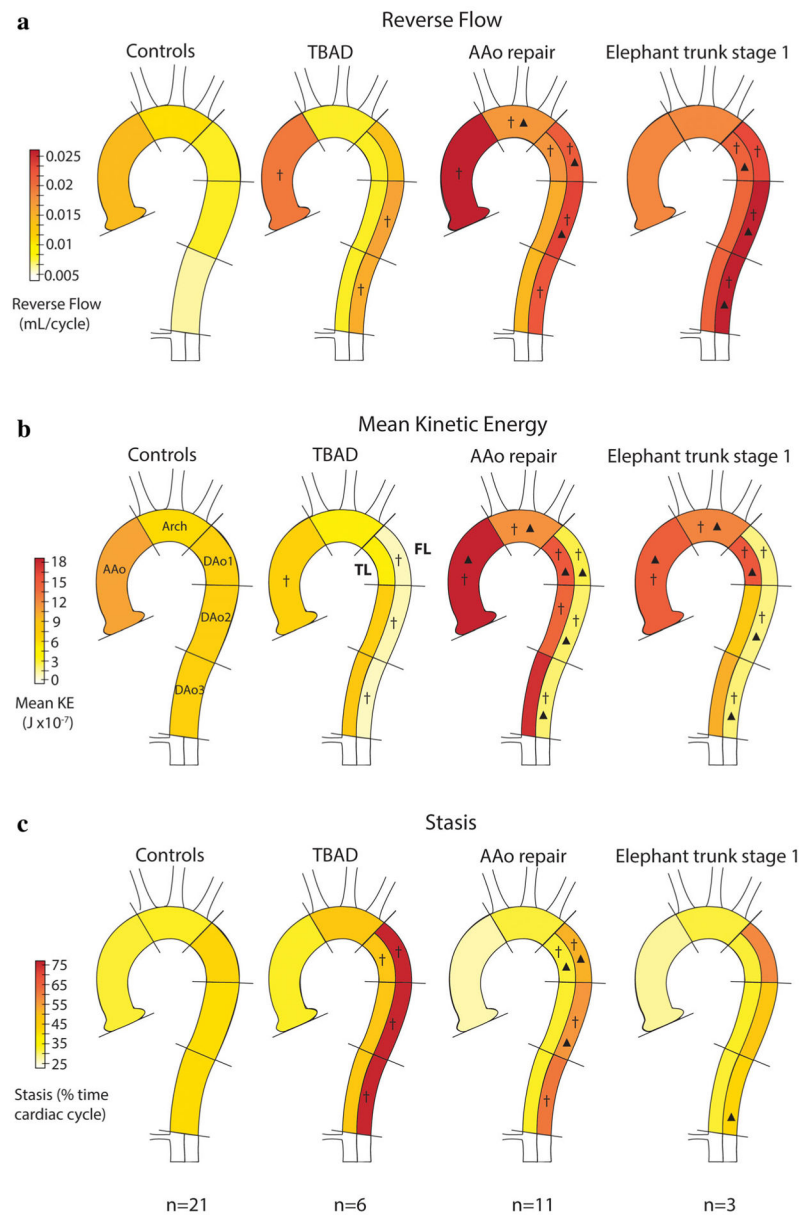 a
Reverse Flow
Controls
TBAD
AAo repair
Elephant trunk stage 1
† ▲
†
†
†
†
†
▲
†
▲
†
†
†
▲
†
†
▲
†
▲
†
0.025
0.02
0.015
0.01
0.005
Reverse Flow
(mL/cycle)
b
Mean Kinetic Energy
Controls
TBAD
AAo repair
Elephant trunk stage 1
Arch
AAo
DAo1
DAo2
DAo3
FL
TL
†
†
†
†
† ▲
▲
†
†
▲
†
▲
†
†
▲
†
▲
† ▲
▲
†
†
▲
†
†
▲
†
▲
18
15
12
9
6
3
0
Mean KE
(J x10⁻⁷)
c
Stasis
Controls
TBAD
AAo repair
Elephant trunk stage 1
†
†
†
†
†
▲
†
▲
†
▲
†
▲
75
65
55
45
35
25
Stasis (% time
cardiac cycle)
n=21
n=6
n=11
n=3